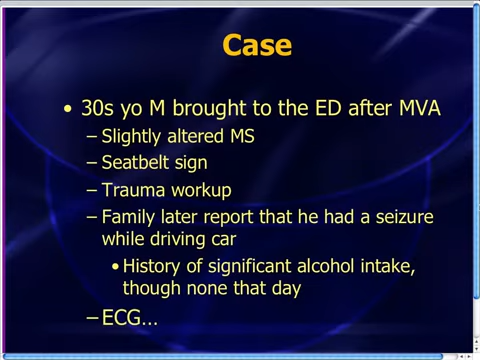 Case
• 30s yo M brought to the ED after MVA
– Slightly altered MS
– Seatbelt sign
– Trauma workup
– Family later report that he had a seizure
while driving car
• History of significant alcohol intake,
though none that day
– ECG...